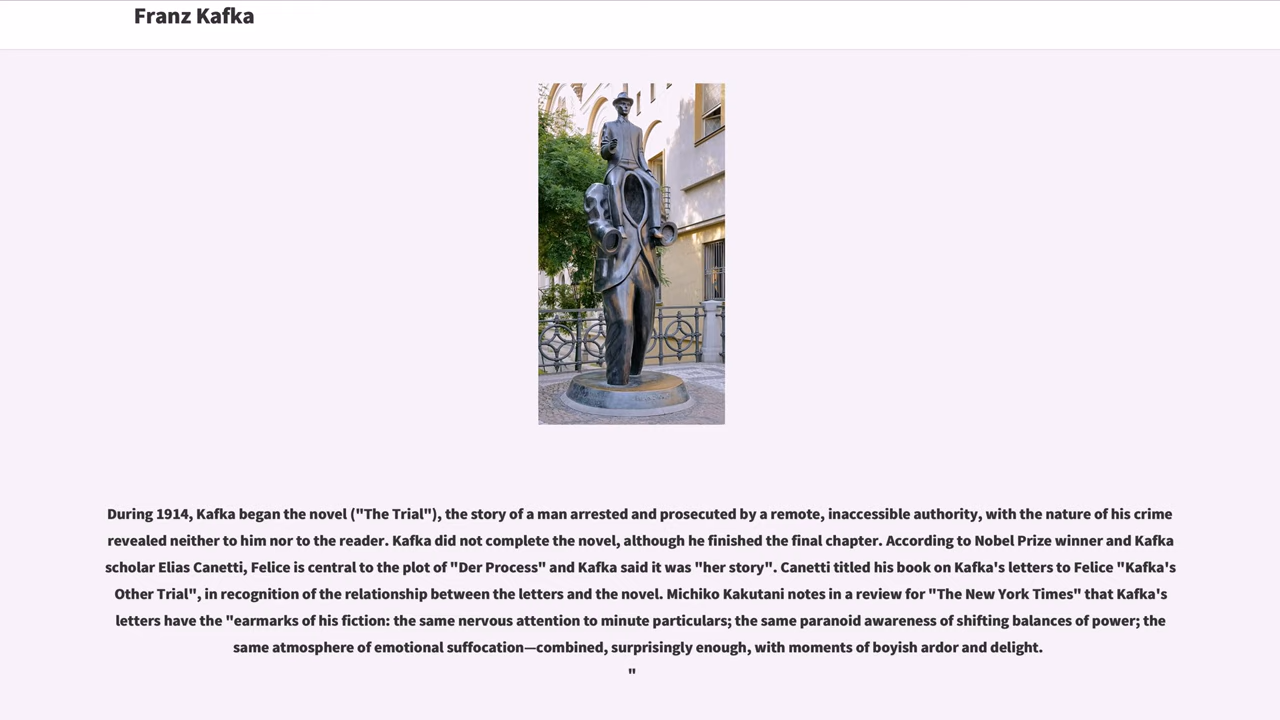 Franz Kafka
During 1914, Kafka began the novel ("The Trial"), the story of a man arrested and prosecuted by a remote, inaccessible authority, with the nature of his crime
revealed neither to him nor to the reader. Kafka did not complete the novel, although he finished the final chapter. According to Nobel Prize winner and Kafka
scholar Elias Canetti, Felice is central to the plot of "Der Process" and Kafka said it was "her story". Canetti titled his book on Kafka's letters to Felice "Kafka's
Other Trial", in recognition of the relationship between the letters and the novel. Michiko Kakutani notes in a review for "The New York Times" that Kafka's
letters have the "earmarks of his fiction: the same nervous attention to minute particulars; the same paranoid awareness of shifting balances of power; the
same atmosphere of emotional suffocation—combined, surprisingly enough, with moments of boyish ardor and delight.
"